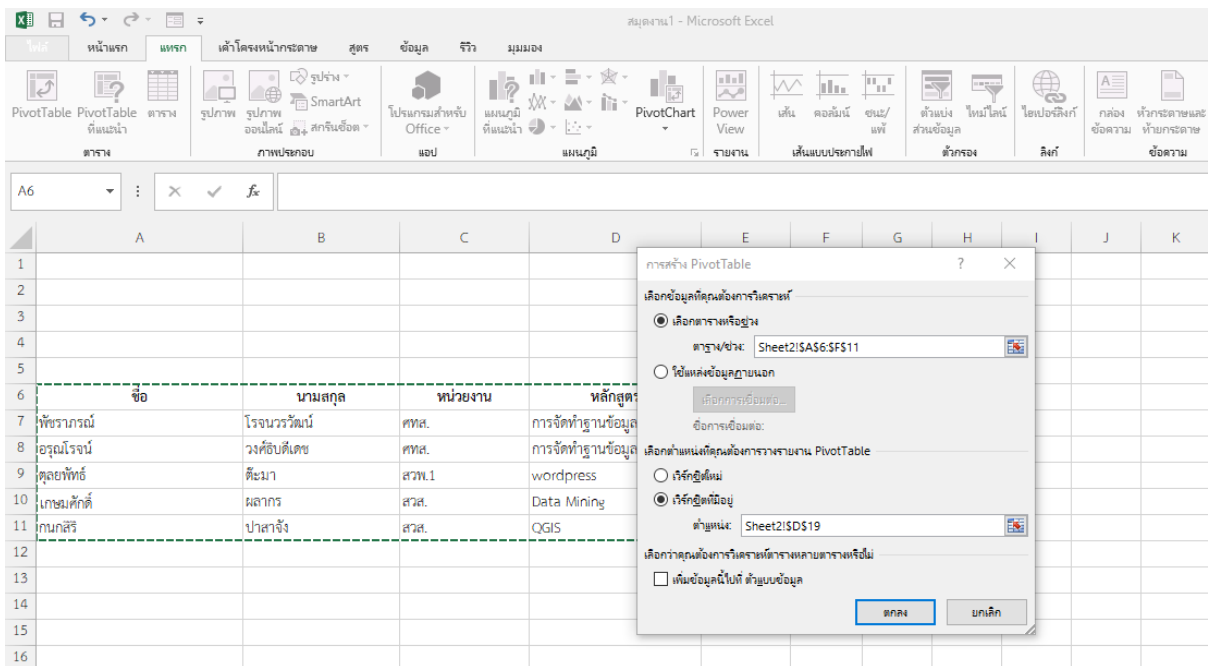 สมุดงาน1 - Microsoft Excel
ไฟล์ หน้าแรก แทรก เค้าโครงหน้ากระดาษ สูตร ข้อมูล รีวิว มุมมอง
PivotTable PivotTable ที่แนะนำ ตาราง
ตาราง
รูปภาพ รูปภาพ ออนไลน์ รูปร่าง SmartArt สกรีนช็อต
ภาพประกอบ
โปรแกรมสำหรับ Office
แอป
แผนภูมิ ที่แนะนำ PivotChart
แผนภูมิ
Power View
รายงาน
เส้น คอลัมน์ ชนะ/ แพ้
เส้นแบบประกายไฟ
ตัวแบ่ง ส่วนข้อมูล ไทม์ไลน์
ตัวกรอง
ไฮเปอร์ลิงก์
ลิงก์
กล่อง ข้อความ หัวกระดาษและ ท้ายกระดาษ
ข้อความ
A6 fx
A B C D E F G H I J K
1
2
3
4
5
6 ชื่อ นามสกุล หน่วยงาน หลักสูตร
7 พัชราภรณ์ โรจนวรวัฒน์ ศทส. การจัดทำฐานข้อมูล
8 อรุณโรจน์ วงศ์ธิบดีเดช ศทส. การจัดทำฐานข้อมูล
9 ตุลยพัทธ์ ต๊ะมา สวพ.1 wordpress
10 เกษมศักดิ์ ผลากร สวส. Data Mining
11 กนกสิริ ปาสาจัง สวส. QGIS
12
13
14
15
16
การสร้าง PivotTable ?
เลือกข้อมูลที่คุณต้องการวิเคราะห์
เลือกตารางหรือช่วง
ตาราง/ช่วง: Sheet2!$A$6:$F$11
ใช้แหล่งข้อมูลภายนอก
เลือกการเชื่อมต่อ...
ชื่อการเชื่อมต่อ:
เลือกตำแหน่งที่คุณต้องการวางรายงาน PivotTable
เวิร์กชีตใหม่
เวิร์กชีตที่มีอยู่
ตำแหน่ง: Sheet2!$D$19
เลือกว่าคุณต้องการวิเคราะห์ตารางหลายตารางหรือไม่
เพิ่มข้อมูลนี้ไปที่ ตัวแบบข้อมูล
ตกลง ยกเลิก